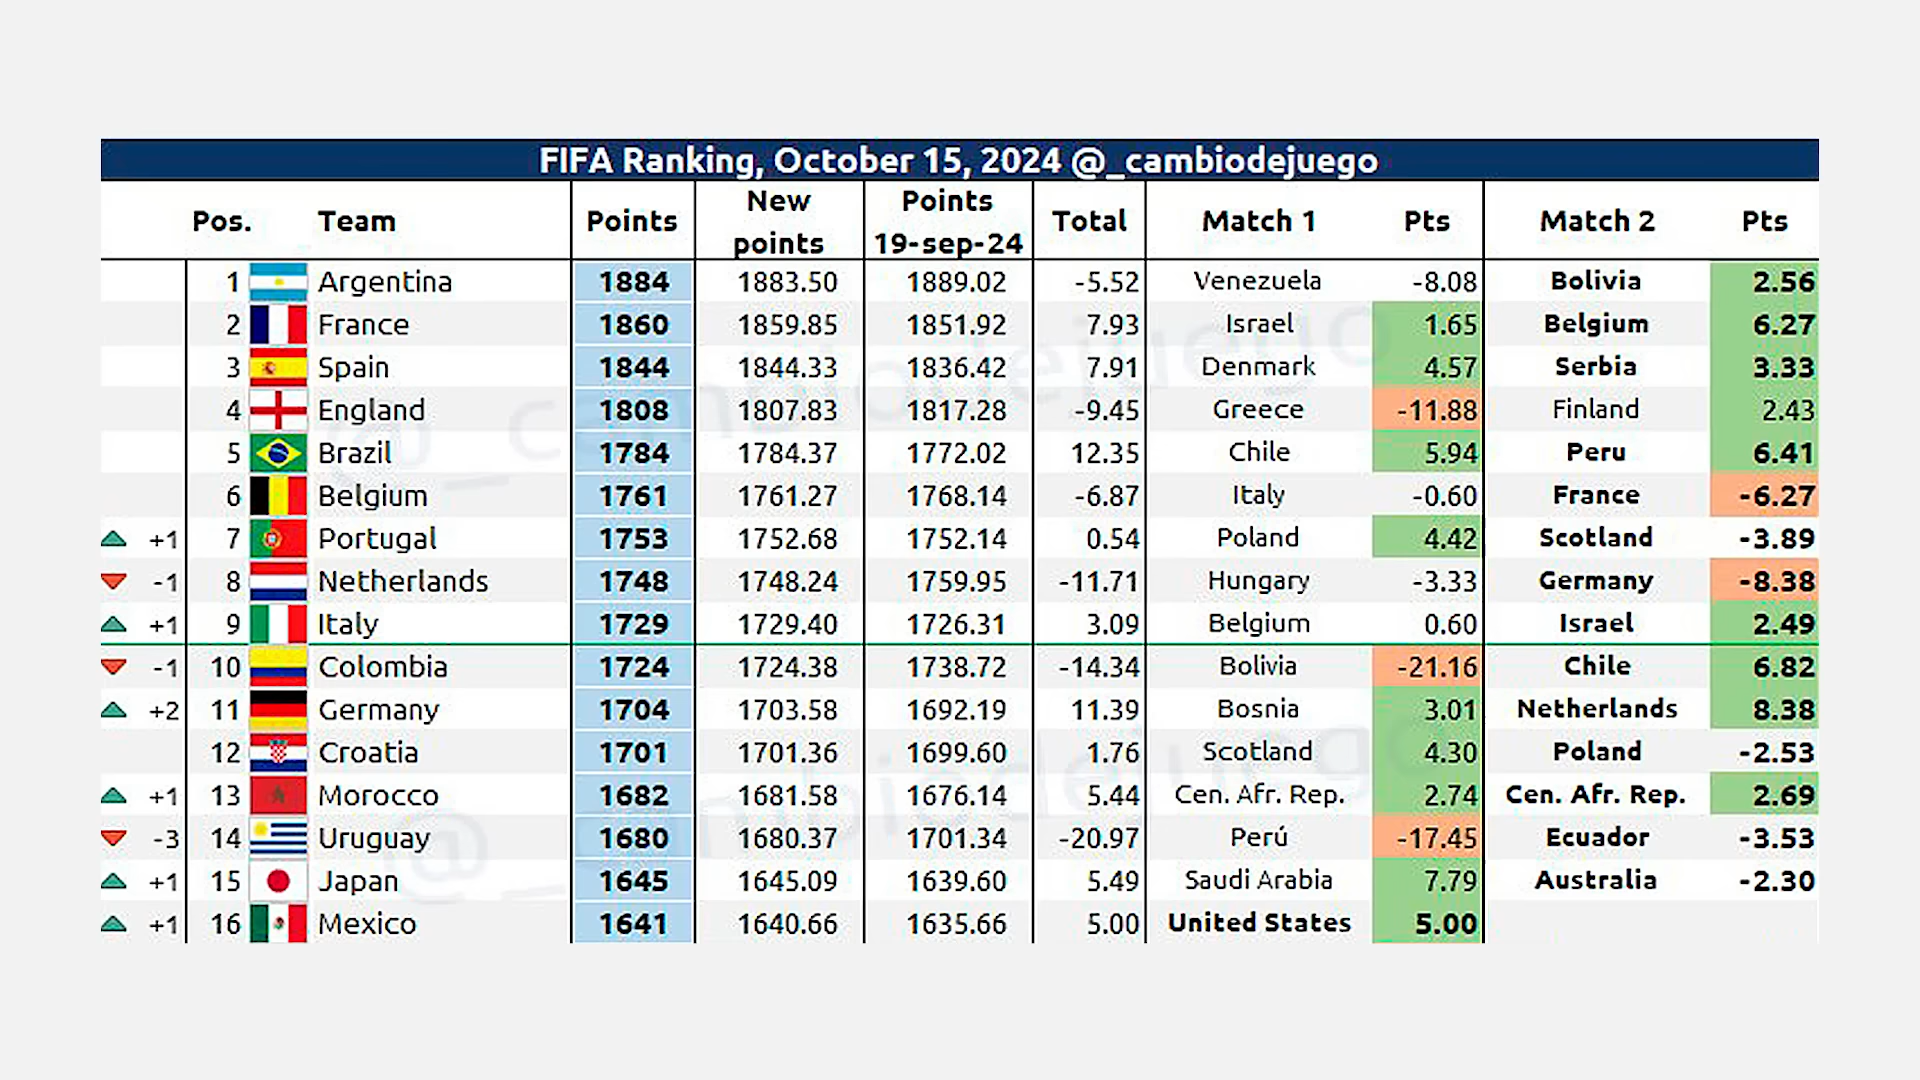 FIFA Ranking, October 15, 2024 @_cambiodejuego
Pos. Team Points New points Points 19-sep-24 Total Match 1 Pts Match 2 Pts
1 Argentina 1884 1883.50 1889.02 -5.52 Venezuela -8.08 Bolivia 2.56
2 France 1860 1859.85 1851.92 7.93 Israel 1.65 Belgium 6.27
3 Spain 1844 1844.33 1836.42 7.91 Denmark 4.57 Serbia 3.33
4 England 1808 1807.83 1817.28 -9.45 Greece -11.88 Finland 2.43
5 Brazil 1784 1784.37 1772.02 12.35 Chile 5.94 Peru 6.41
6 Belgium 1761 1761.27 1768.14 -6.87 Italy -0.60 France -6.27
+1 7 Portugal 1753 1752.68 1752.14 0.54 Poland 4.42 Scotland -3.89
-1 8 Netherlands 1748 1748.24 1759.95 -11.71 Hungary -3.33 Germany -8.38
+1 9 Italy 1729 1729.40 1726.31 3.09 Belgium 0.60 Israel 2.49
-1 10 Colombia 1724 1724.38 1738.72 -14.34 Bolivia -21.16 Chile 6.82
+2 11 Germany 1704 1703.58 1692.19 11.39 Bosnia 3.01 Netherlands 8.38
12 Croatia 1701 1701.36 1699.60 1.76 Scotland 4.30 Poland -2.53
+1 13 Morocco 1682 1681.58 1676.14 5.44 Cen. Afr. Rep. 2.74 Cen. Afr. Rep. 2.69
-3 14 Uruguay 1680 1680.37 1701.34 -20.97 Perú -17.45 Ecuador -3.53
+1 15 Japan 1645 1645.09 1639.60 5.49 Saudi Arabia 7.79 Australia -2.30
+1 16 Mexico 1641 1640.66 1635.66 5.00 United States 5.00
@_cambiodejuego
@_cambiodejuego